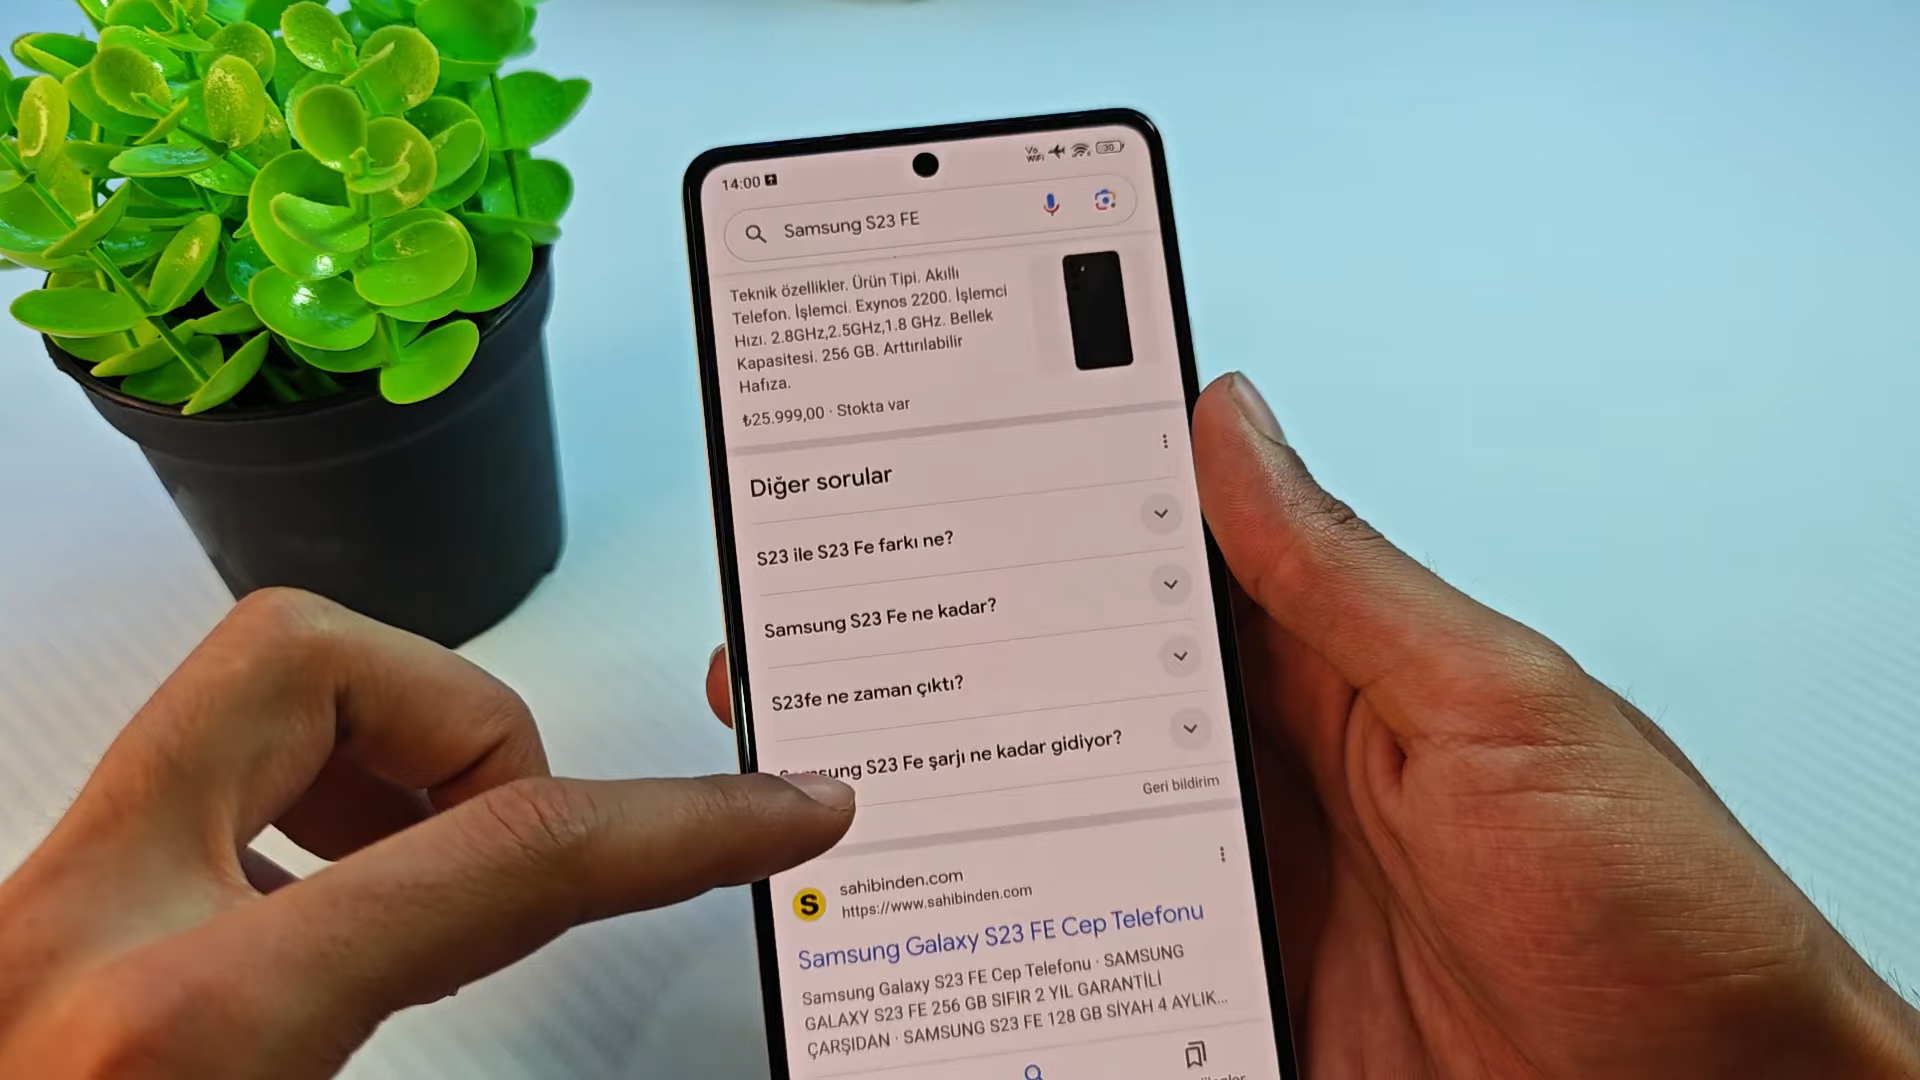 14:00
Vo WiFi 30
Samsung S23 FE
Teknik özellikler. Ürün Tipi. Akıllı
Telefon. İşlemci. Exynos 2200. İşlemci
Hızı. 2.8GHz,2.5GHz,1.8 GHz. Bellek
Kapasitesi. 256 GB. Arttırılabilir
Hafıza.
₺25.999,00 · Stokta var
Diğer sorular
S23 ile S23 Fe farkı ne?
Samsung S23 Fe ne kadar?
S23fe ne zaman çıktı?
S23 Fe şarjı ne kadar gidiyor?
Geri bildirim
S
sahibinden.com
https://www.sahibinden.com
Samsung Galaxy S23 FE Cep Telefonu
Samsung Galaxy S23 FE Cep Telefonu · SAMSUNG
GALAXY S23 FE 256 GB SIFIR 2 YIL GARANTİLİ
ÇARŞIDAN · SAMSUNG S23 FE 128 GB SİYAH 4 AYLIK...